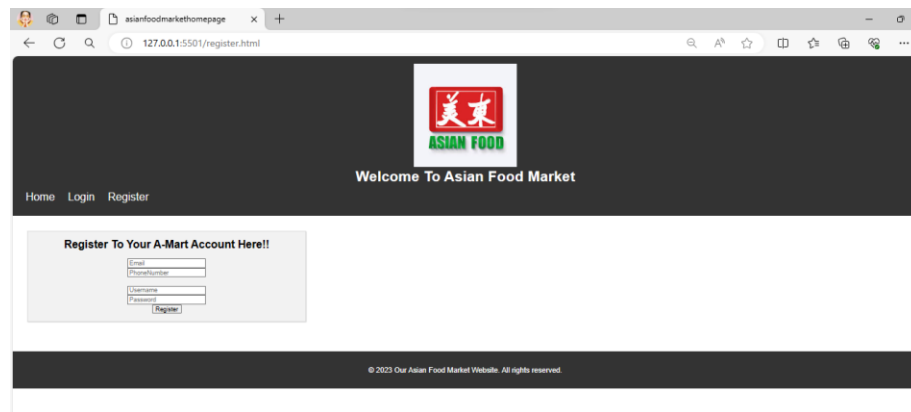 asianfoodmarkethomepage
127.0.0.1:5501/register.html
美東
ASIAN FOOD
Welcome To Asian Food Market
Home Login Register
Register To Your A-Mart Account Here!!
Email
PhoneNumber
Username
Password
Register
© 2023 Our Asian Food Market Website. All rights reserved.